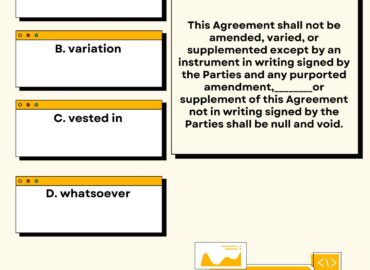 B. variation
C. vested in
D. whatsoever
This Agreement shall not be
amended, varied, or
supplemented except by an
instrument in writing signed by
the Parties and any purported
amendment,________or
supplement of this Agreement
not in writing signed by the
Parties shall be null and void.